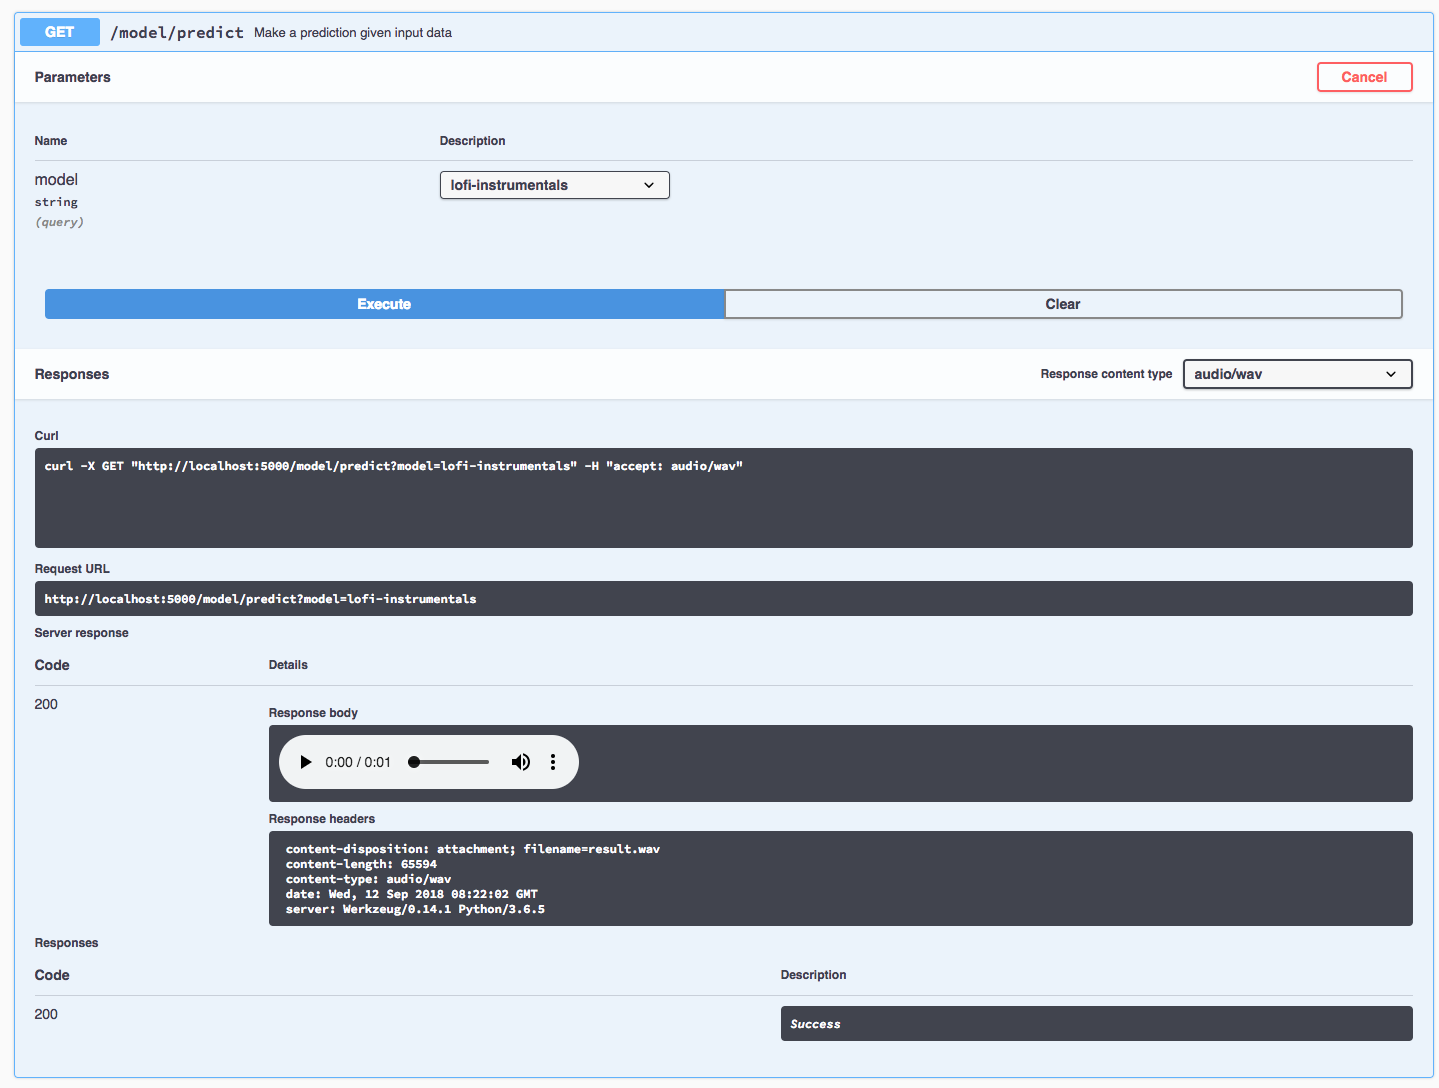 GET /model/predict Make a prediction given input data
Parameters Cancel
Name Description
model lofi-instrumentals
string
(query)
Execute Clear
Responses Response content type audio/wav
Curl
curl -X GET "http://localhost:5000/model/predict?model=lofi-instrumentals" -H "accept: audio/wav"
Request URL
http://localhost:5000/model/predict?model=lofi-instrumentals
Server response
Code Details
200
Response body
0:00 / 0:01
Response headers
content-disposition: attachment; filename=result.wav
content-length: 65594
content-type: audio/wav
date: Wed, 12 Sep 2018 08:22:02 GMT
server: Werkzeug/0.14.1 Python/3.6.5
Responses
Code Description
200 Success